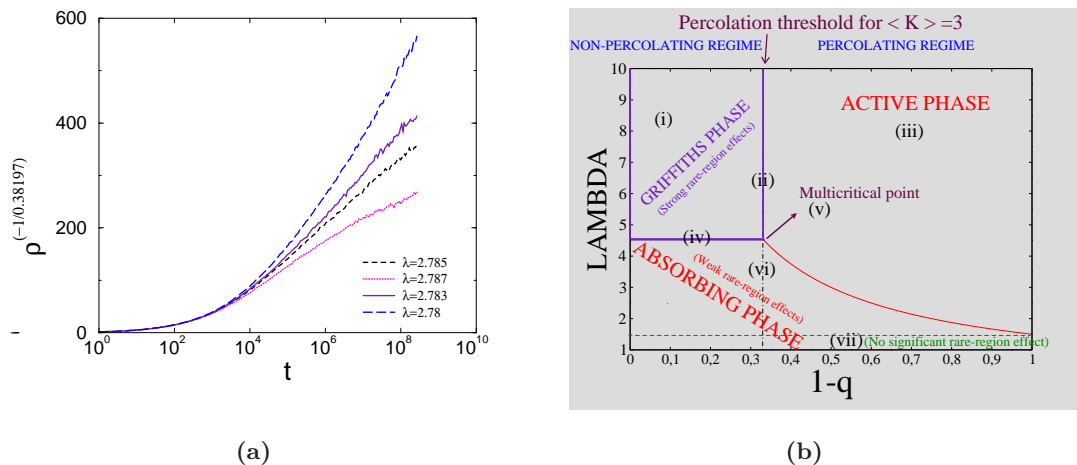 600
400
200
0
ρ^(−1/0.38197)
10^0
10^2
10^4
10^6
10^8
10^10
t
λ=2.785
λ=2.787
λ=2.783
λ=2.78
(a)
Percolation threshold for < K > =3
NON-PERCOLATING REGIME
PERCOLATING REGIME
10
9
8
7
6
5
4
3
2
1
LAMBDA
(i)
GRIFFITHS PHASE
(Strong rare-region effects)
(ii)
ACTIVE PHASE
(iii)
Multicritical point
(v)
(iv)
ABSORBING PHASE
(Weak rare-region effects)
(vi)
(vii)
(No significant rare-region effect)
0
0,1
0,2
0,3
0,4
0,5
0,6
0,7
0,8
0,9
1
1-q
(b)